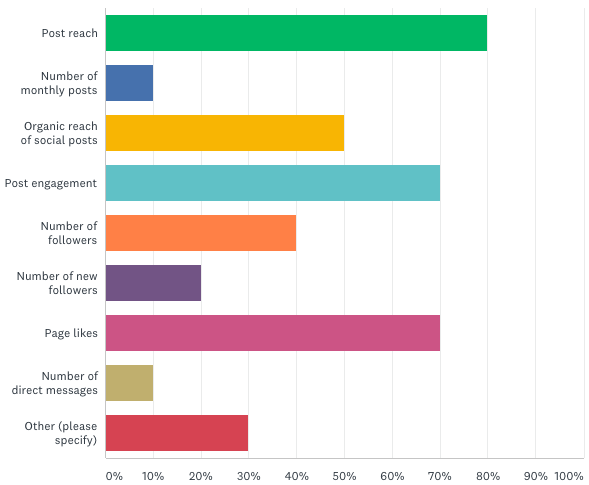 Post reach
Number of
monthly posts
Organic reach
of social posts
Post engagement
Number of
followers
Number of new
followers
Page likes
Number of
direct messages
Other (please
specify)
0% 10% 20% 30% 40% 50% 60% 70% 80% 90% 100%